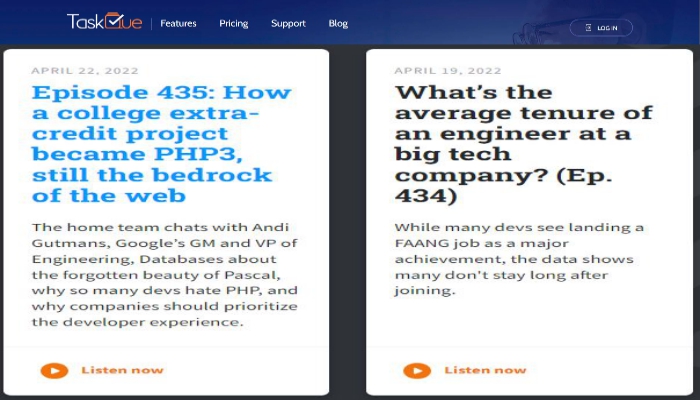 TaskQue
Features Pricing Support Blog
LOG IN
APRIL 22, 2022
Episode 435: How
a college extra-
credit project
became PHP3,
still the bedrock
of the web
The home team chats with Andi
Gutmans, Google's GM and VP of
Engineering, Databases about
the forgotten beauty of Pascal,
why so many devs hate PHP, and
why companies should prioritize
the developer experience.
Listen now
APRIL 19, 2022
What's the
average tenure of
an engineer at a
big tech
company? (Ep.
434)
While many devs see landing a
FAANG job as a major
achievement, the data shows
many don't stay long after
joining.
Listen now